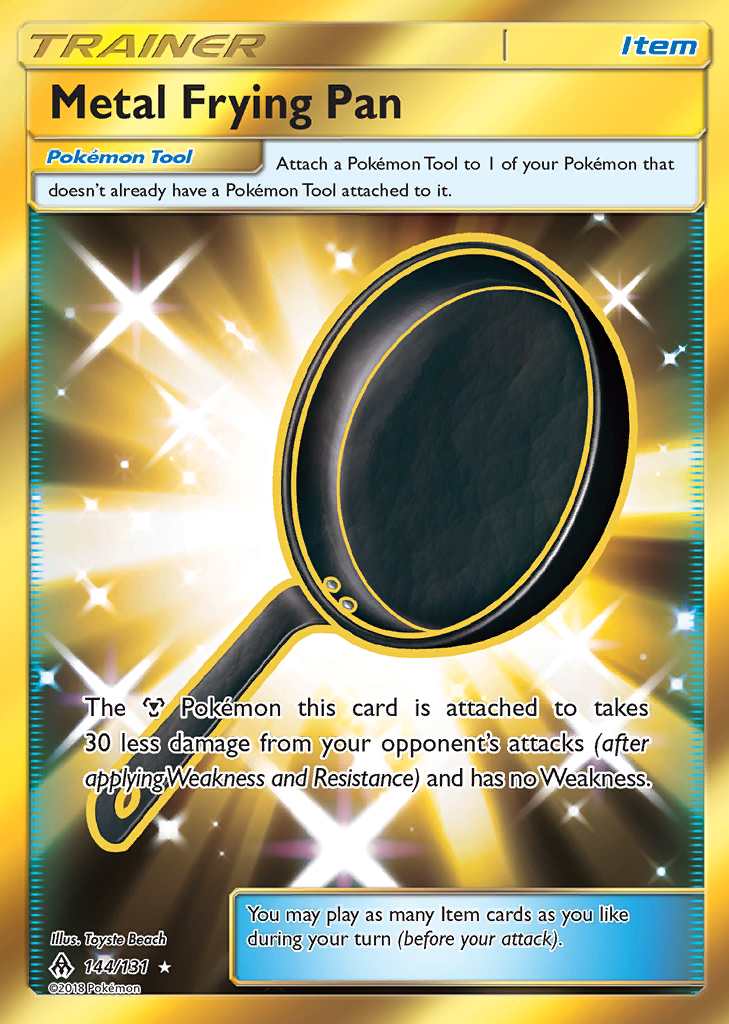 TRAINER
Item
Metal Frying Pan
Pokémon Tool
Attach a Pokémon Tool to 1 of your Pokémon that
doesn't already have a Pokémon Tool attached to it.
The Pokémon this card is attached to takes
30 less damage from your opponent's attacks (after
applying Weakness and Resistance) and has no Weakness.
You may play as many Item cards as you like
during your turn (before your attack).
Illus. Toyste Beach
144/131 ★
©2018 Pokémon